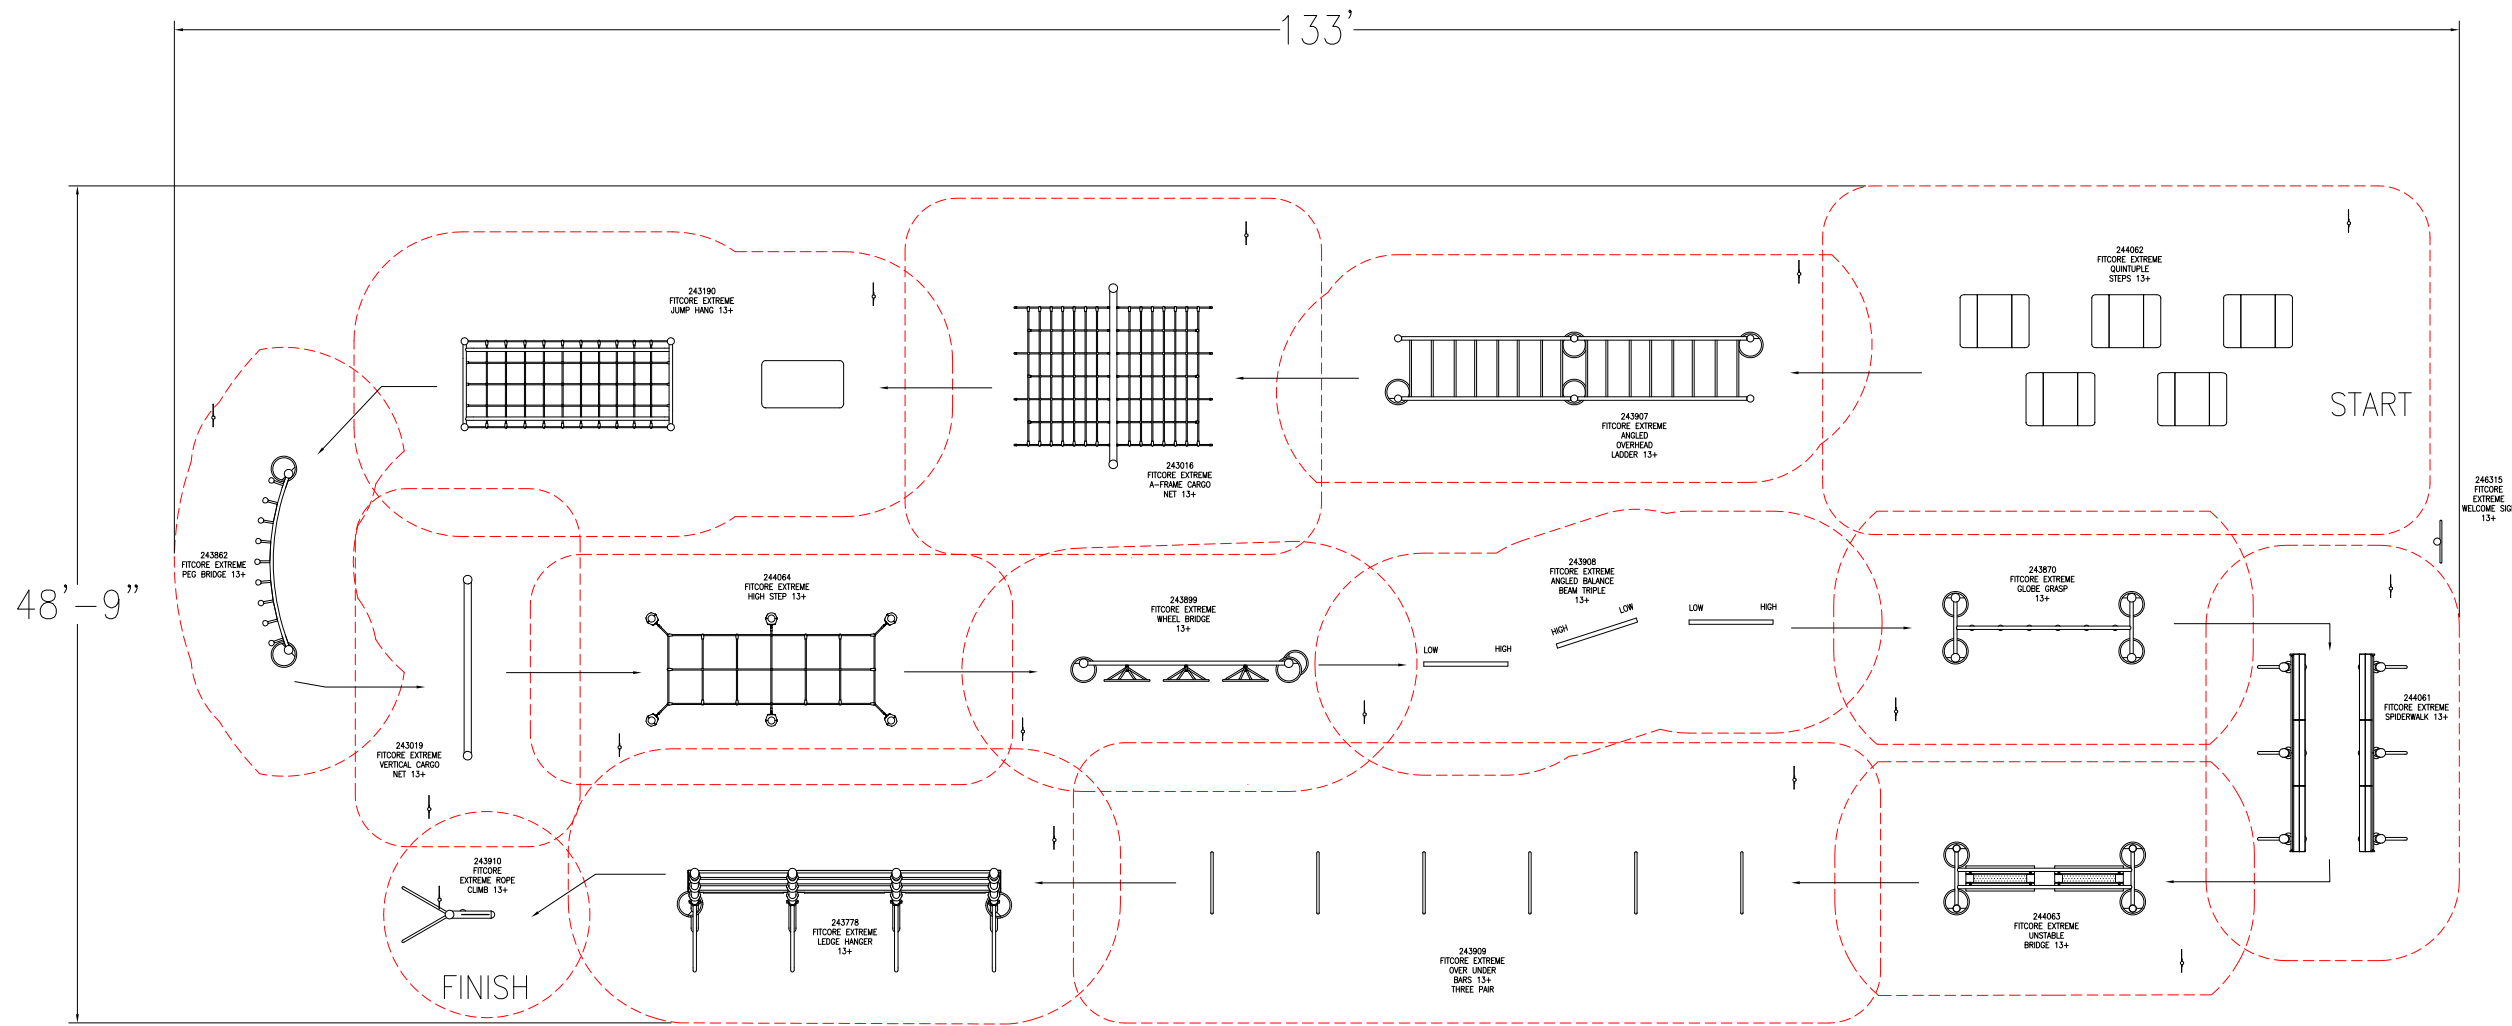 133'
48'-9"
244062
FITCORE EXTREME
QUINTUPLE
STEPS 13+
START
243190
FITCORE EXTREME
JUMP HANG 13+
243016
FITCORE EXTREME
A-FRAME CARGO
NET 13+
243907
FITCORE EXTREME
ANGLED
OVERHEAD
LADDER 13+
246315
FITCORE
EXTREME
WELCOME SIG
13+
243862
FITCORE EXTREME
PEG BRIDGE 13+
244064
FITCORE EXTREME
HIGH STEP 13+
243899
FITCORE EXTREME
WHEEL BRIDGE
13+
243908
FITCORE EXTREME
ANGLED BALANCE
BEAM TRIPLE
13+
LOW
HIGH
HIGH
LOW
LOW
HIGH
243870
FITCORE EXTREME
GLOBE GRASP
13+
244061
FITCORE EXTREME
SPIDERWALK 13+
243019
FITCORE EXTREME
VERTICAL CARGO
NET 13+
243910
FITCORE
EXTREME ROPE
CLIMB 13+
FINISH
243778
FITCORE EXTREME
LEDGE HANGER
13+
243909
FITCORE EXTREME
OVER UNDER
BARS 13+
THREE PAIR
244063
FITCORE EXTREME
UNSTABLE
BRIDGE 13+